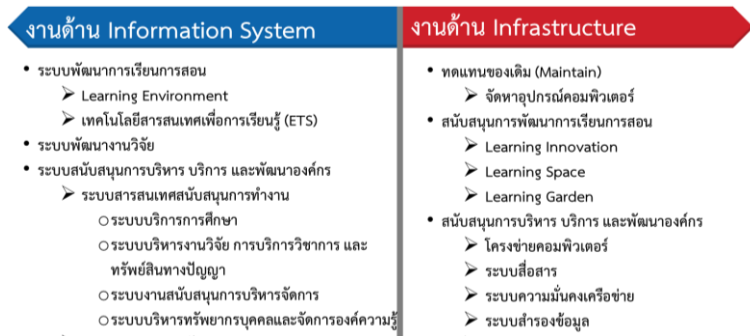 งานด้าน Information System
• ระบบพัฒนาการเรียนการสอน
➢ Learning Environment
➢ เทคโนโลยีสารสนเทศเพื่อการเรียนรู้ (ETS)
• ระบบพัฒนางานวิจัย
• ระบบสนับสนุนการบริหาร บริการ และพัฒนาองค์กร
➢ ระบบสารสนเทศสนับสนุนการทำงาน
○ระบบบริการการศึกษา
○ระบบบริหารงานวิจัย การบริการวิชาการ และ
ทรัพย์สินทางปัญญา
○ระบบงานสนับสนุนการบริหารจัดการ
○ระบบบริหารทรัพยากรบุคคลและจัดการองค์ความรู้
งานด้าน Infrastructure
• ทดแทนของเดิม (Maintain)
➢ จัดหาอุปกรณ์คอมพิวเตอร์
• สนับสนุนการพัฒนาการเรียนการสอน
➢ Learning Innovation
➢ Learning Space
➢ Learning Garden
• สนับสนุนการบริหาร บริการ และพัฒนาองค์กร
➢ โครงข่ายคอมพิวเตอร์
➢ ระบบสื่อสาร
➢ ระบบความมั่นคงเครือข่าย
➢ ระบบสำรองข้อมูล